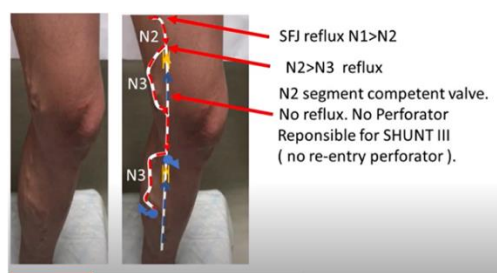 N2
N3
N3
SFJ reflux N1>N2
N2>N3 reflux
N2 segment competent valve.
No reflux. No Perforator
Reponsible for SHUNT III
( no re-entry perforator ).